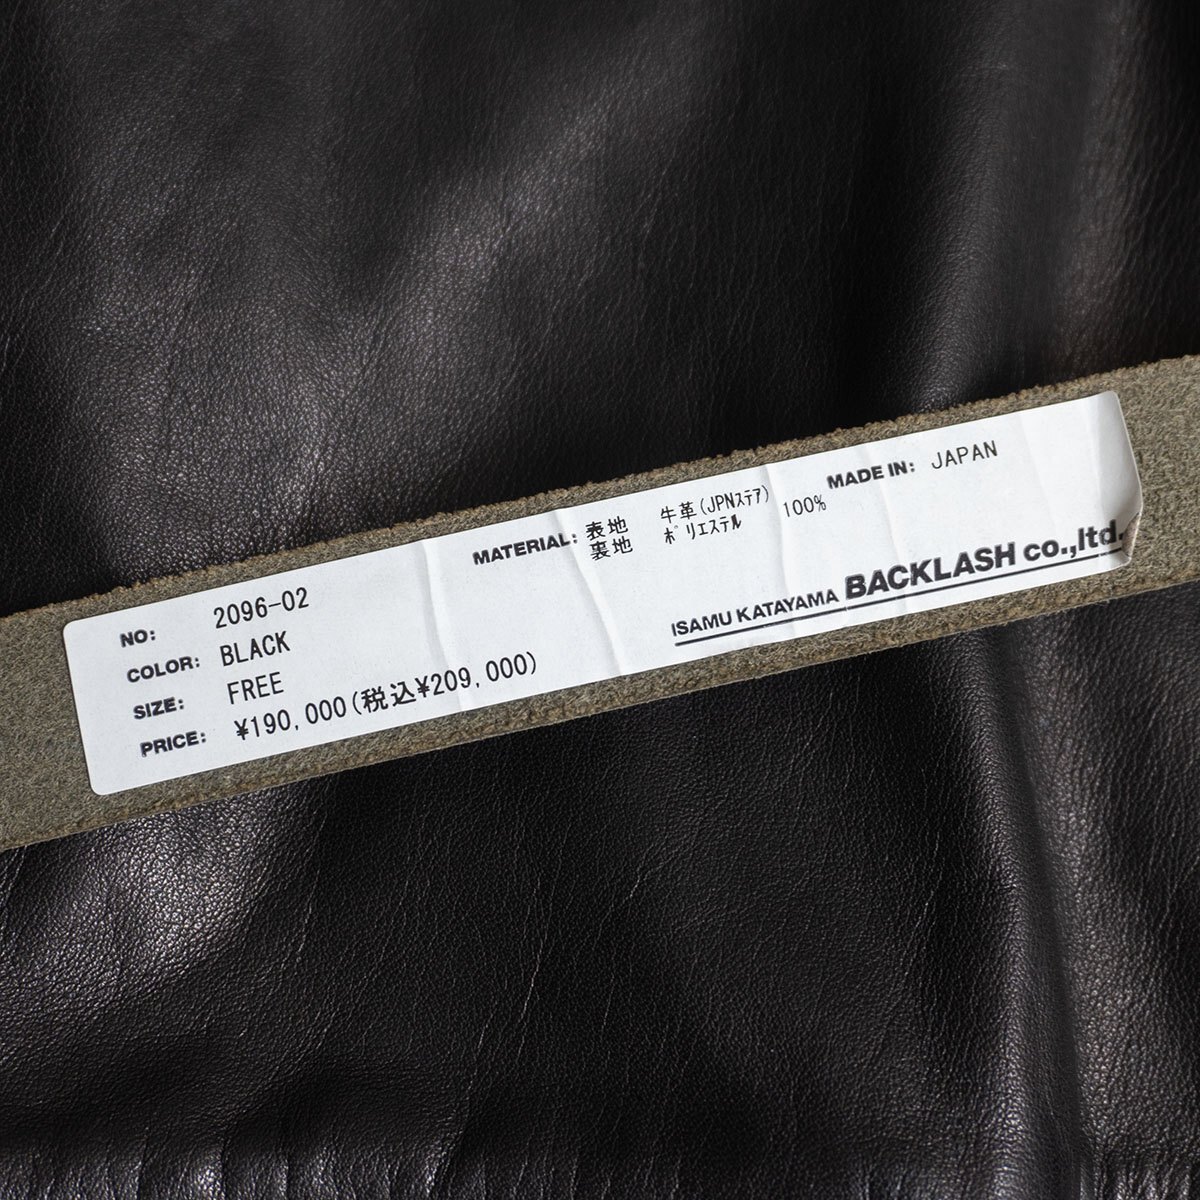 NO: 2096-02
COLOR: BLACK
SIZE: FREE
PRICE: ¥190,000(税込¥209,000)
MATERIAL: 表地 牛革(JPNｽﾃｱ)
裏地 ﾎﾟﾘｴｽﾃﾙ 100%
MADE IN: JAPAN
ISAMU KATAYAMA BACKLASH co.,ltd.